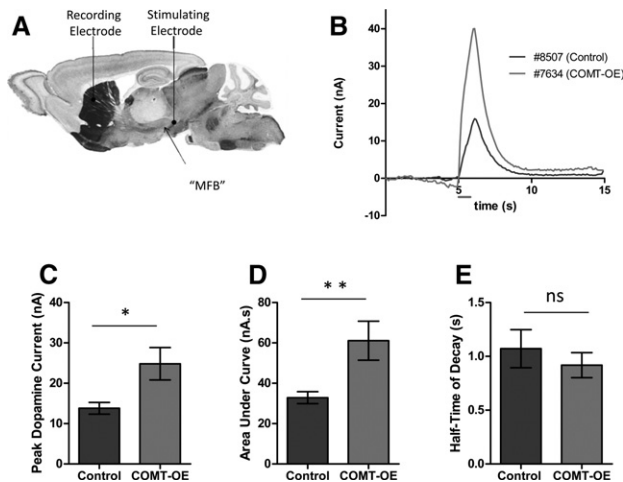 A
Recording
Electrode
Stimulating
Electrode
"MFB"
B
Current (nA)
40
30
20
10
0
-10
5
10
15
time (s)
#8507 (Control)
#7634 (COMT-OE)
C
Peak Dopamine Current (nA)
40
30
20
10
0
*
Control
COMT-OE
D
Area Under Curve (nA.s)
80
60
40
20
0
* *
Control
COMT-OE
E
Half-Time of Decay (s)
1.5
1.0
0.5
0.0
ns
Control
COMT-OE